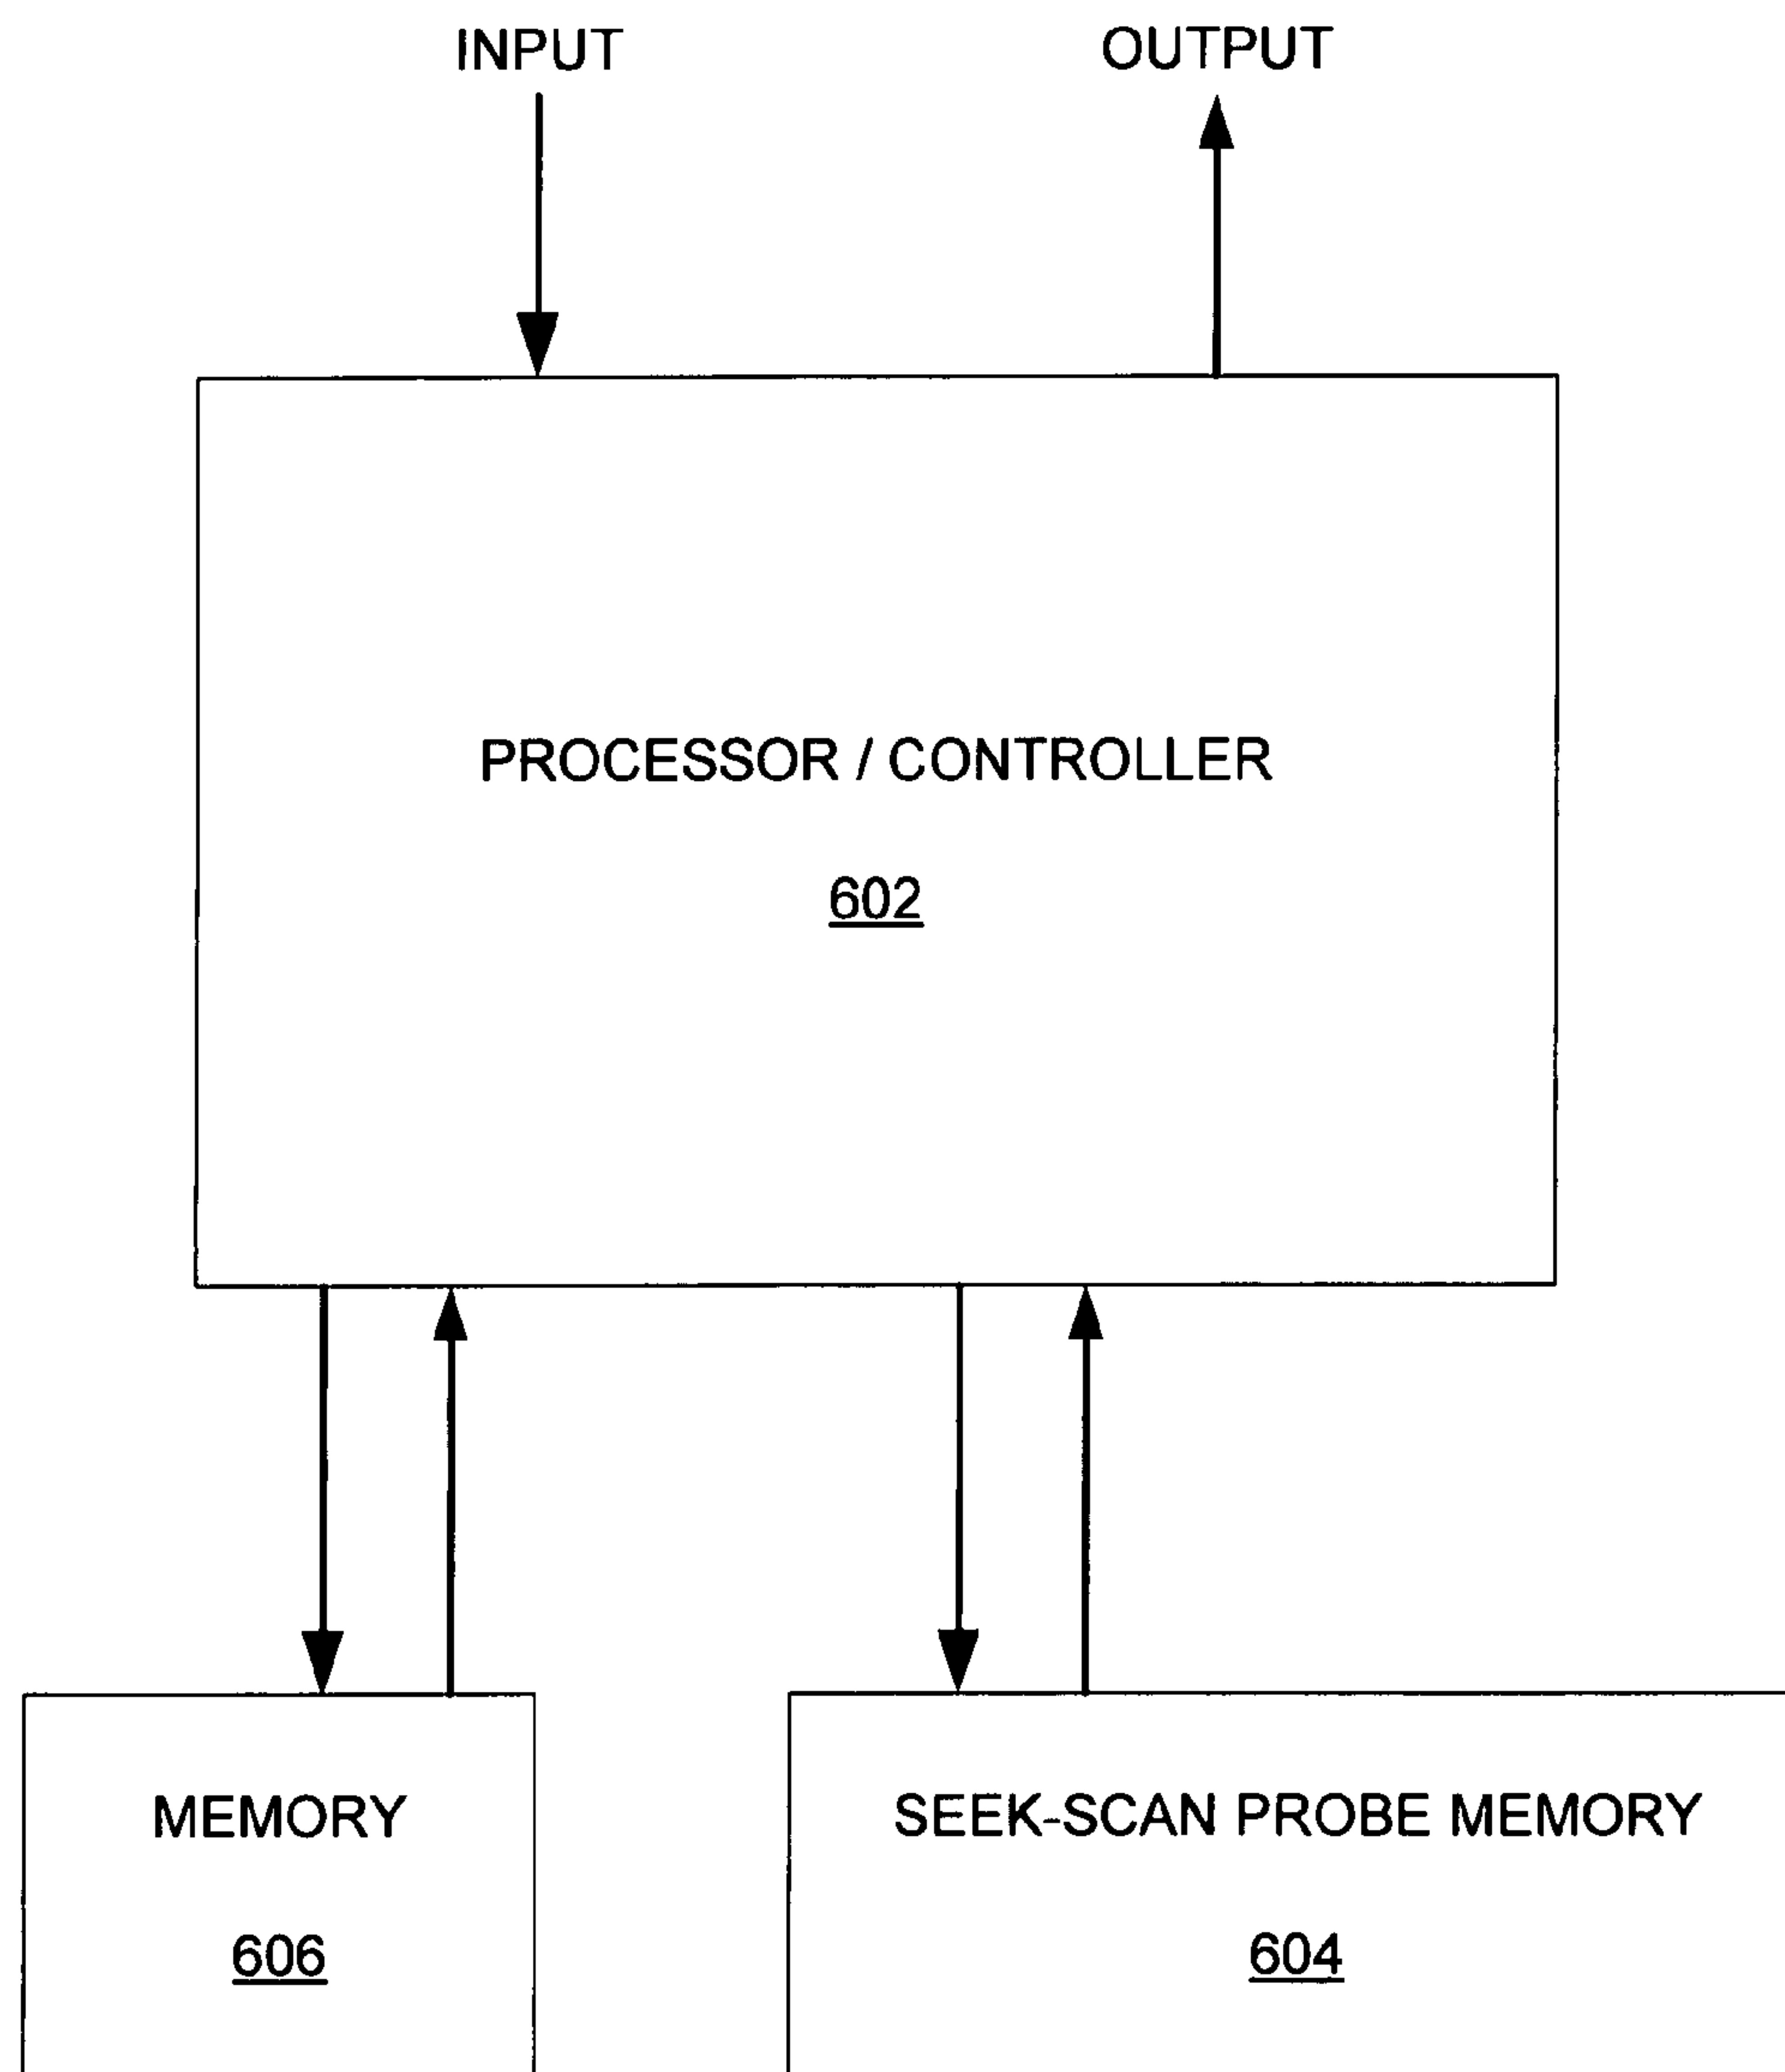 INPUT
OUTPUT
PROCESSOR / CONTROLLER
602
MEMORY
606
SEEK-SCAN PROBE MEMORY
604